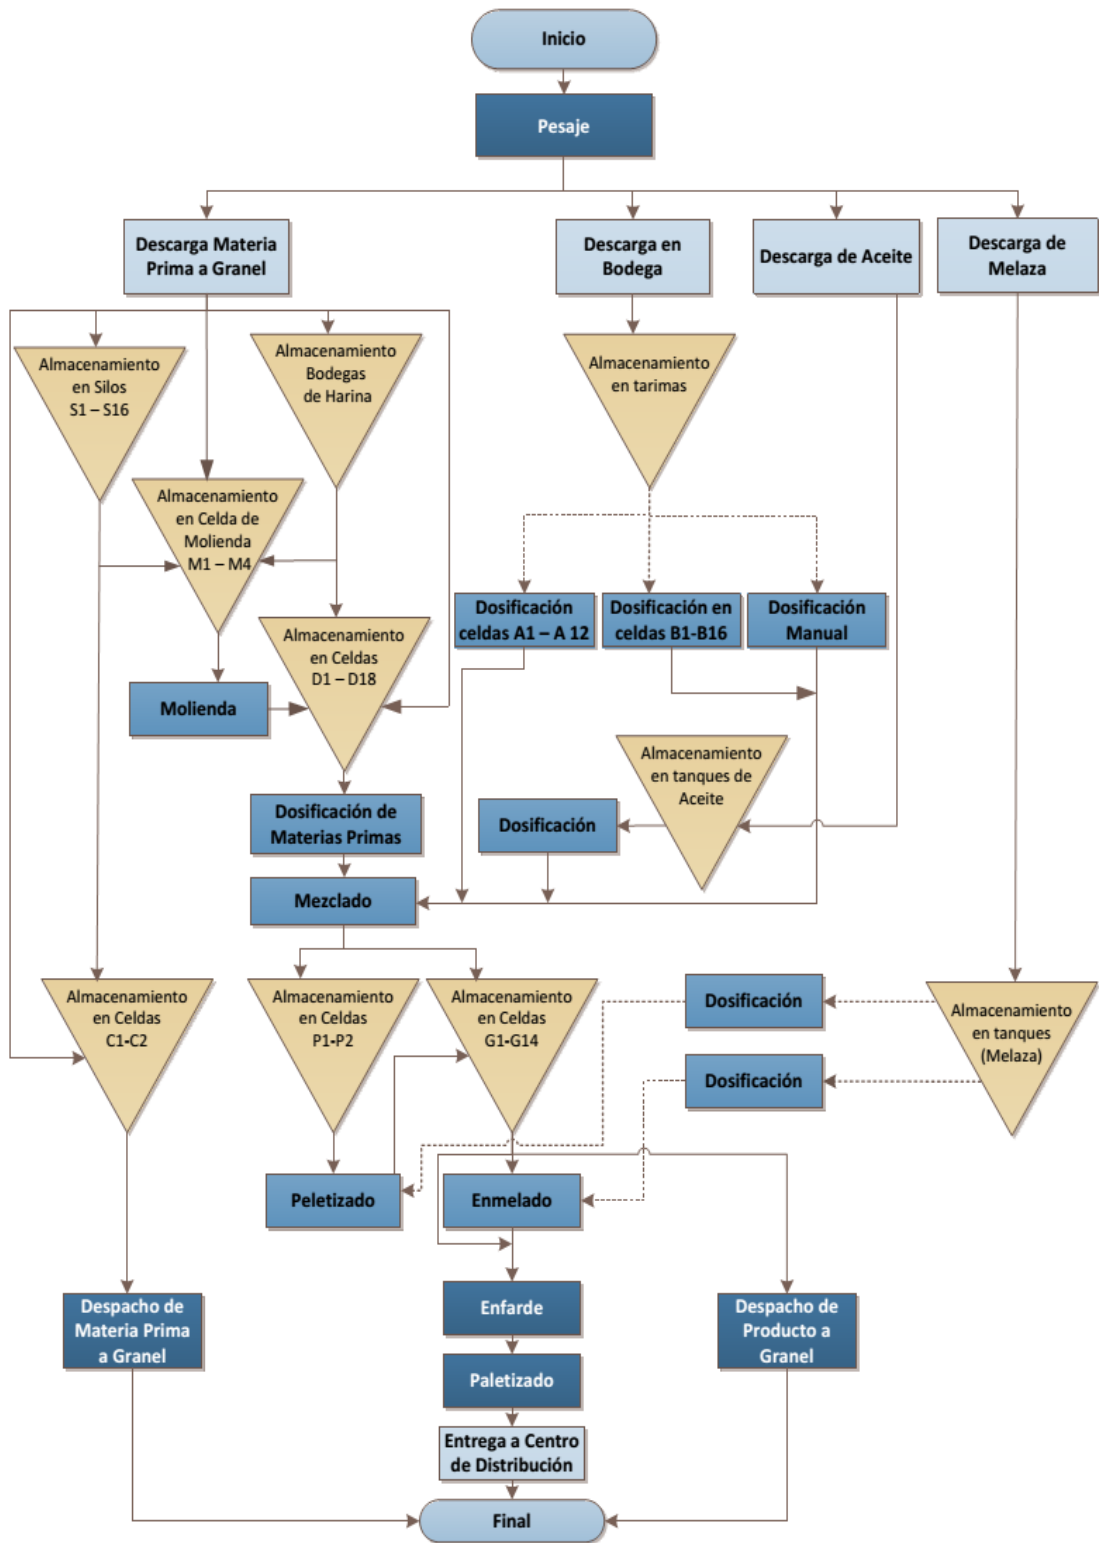 Inicio
Pesaje
Descarga Materia
Prima a Granel
Descarga en
Bodega
Descarga de Aceite
Descarga de
Melaza
Almacenamiento
en Silos
S1 – S16
Almacenamiento
Bodegas
de Harina
Almacenamiento
en tarimas
Almacenamiento
en Celda de
Molienda
M1 – M4
Dosificación
celdas A1 – A 12
Dosificación en
celdas B1-B16
Dosificación
Manual
Almacenamiento
en Celdas
D1 – D18
Molienda
Almacenamiento
en tanques de
Aceite
Dosificación de
Materias Primas
Dosificación
Mezclado
Almacenamiento
en Celdas
C1-C2
Almacenamiento
en Celdas
P1-P2
Almacenamiento
en Celdas
G1-G14
Dosificación
Almacenamiento
en tanques
(Melaza)
Dosificación
Peletizado
Enmelado
Despacho de
Materia Prima
a Granel
Enfarde
Despacho de
Producto a
Granel
Paletizado
Entrega a Centro
de Distribución
Final